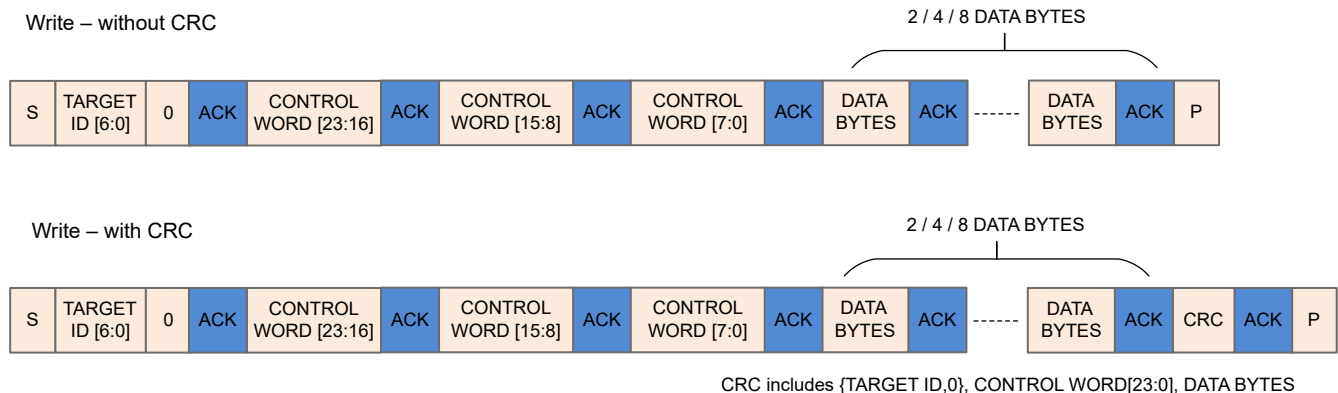 Write – without CRC
2 / 4 / 8 DATA BYTES
S
TARGET
ID [6:0]
0
ACK
CONTROL
WORD [23:16]
ACK
CONTROL
WORD [15:8]
ACK
CONTROL
WORD [7:0]
ACK
DATA
BYTES
ACK
DATA
BYTES
ACK
P
Write – with CRC
2 / 4 / 8 DATA BYTES
S
TARGET
ID [6:0]
0
ACK
CONTROL
WORD [23:16]
ACK
CONTROL
WORD [15:8]
ACK
CONTROL
WORD [7:0]
ACK
DATA
BYTES
ACK
DATA
BYTES
ACK
CRC
ACK
P
CRC includes {TARGET ID,0}, CONTROL WORD[23:0], DATA BYTES